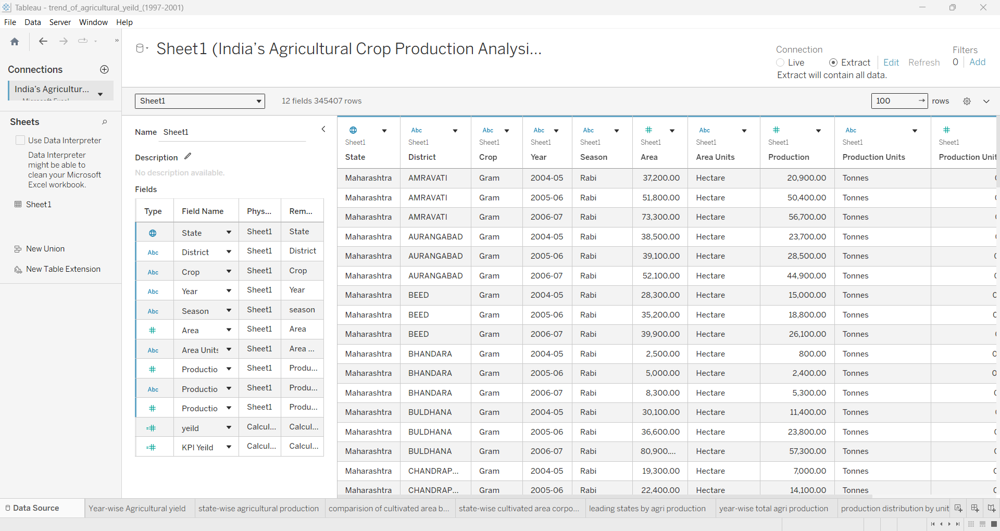 Tableau - trend_of_agricultural_yeild_(1997-2001)
File Data Server Window Help
Connections
India's Agricultur...
Microsoft Excel
Sheets
Use Data Interpreter
Data Interpreter
might be able to
clean your Microsoft
Excel workbook.
Sheet1
New Union
New Table Extension
Sheet1 (India's Agricultural Crop Production Analysi...
Connection
Live Extract Edit Refresh
Extract will contain all data.
Filters
0 Add
Sheet1 12 fields 345407 rows 100 rows
Name Sheet1
Description
No description available.
Fields
Type Field Name Phys... Rem...
State Sheet1 State
Abc District Sheet1 District
Abc Crop Sheet1 Crop
Abc Year Sheet1 Year
Abc Season Sheet1 season
# Area Sheet1 Area
Abc Area Units Sheet1 Area ...
# Productio Sheet1 Produ...
Abc Productio Sheet1 Produ...
# Productio Sheet1 Produ...
=# yeild Calcul... Calcul...
=# KPI Yeild Calcul... Calcul...
Abc Abc Abc Abc # Abc # Abc #
Sheet1 Sheet1 Sheet1 Sheet1 Sheet1 Sheet1 Sheet1 Sheet1 Sheet1 Sheet1
State District Crop Year Season Area Area Units Production Production Units Production Unit
Maharashtra AMRAVATI Gram 2004-05 Rabi 37,200.00 Hectare 20,900.00 Tonnes
Maharashtra AMRAVATI Gram 2005-06 Rabi 51,800.00 Hectare 50,400.00 Tonnes
Maharashtra AMRAVATI Gram 2006-07 Rabi 73,300.00 Hectare 56,700.00 Tonnes
Maharashtra AURANGABAD Gram 2004-05 Rabi 38,500.00 Hectare 23,700.00 Tonnes
Maharashtra AURANGABAD Gram 2005-06 Rabi 39,100.00 Hectare 28,500.00 Tonnes
Maharashtra AURANGABAD Gram 2006-07 Rabi 52,100.00 Hectare 44,900.00 Tonnes
Maharashtra BEED Gram 2004-05 Rabi 28,300.00 Hectare 15,000.00 Tonnes
Maharashtra BEED Gram 2005-06 Rabi 35,200.00 Hectare 18,800.00 Tonnes
Maharashtra BEED Gram 2006-07 Rabi 39,900.00 Hectare 26,100.00 Tonnes
Maharashtra BHANDARA Gram 2004-05 Rabi 2,500.00 Hectare 800.00 Tonnes
Maharashtra BHANDARA Gram 2005-06 Rabi 5,000.00 Hectare 2,400.00 Tonnes
Maharashtra BHANDARA Gram 2006-07 Rabi 8,300.00 Hectare 5,300.00 Tonnes
Maharashtra BULDHANA Gram 2004-05 Rabi 30,100.00 Hectare 11,400.00 Tonnes
Maharashtra BULDHANA Gram 2005-06 Rabi 36,600.00 Hectare 23,800.00 Tonnes
Maharashtra BULDHANA Gram 2006-07 Rabi 80,900.... Hectare 57,300.00 Tonnes
Maharashtra CHANDRAP... Gram 2004-05 Rabi 19,300.00 Hectare 7,000.00 Tonnes
Maharashtra CHANDRAP... Gram 2005-06 Rabi 22,400.00 Hectare 14,100.00 Tonnes
Data Source Year-wise Agricultural yield state-wise agricultural production comparision of cultivated area b... state-wise cultivated area corpo... leading states by agri production year-wise total agri production production distribution by unit